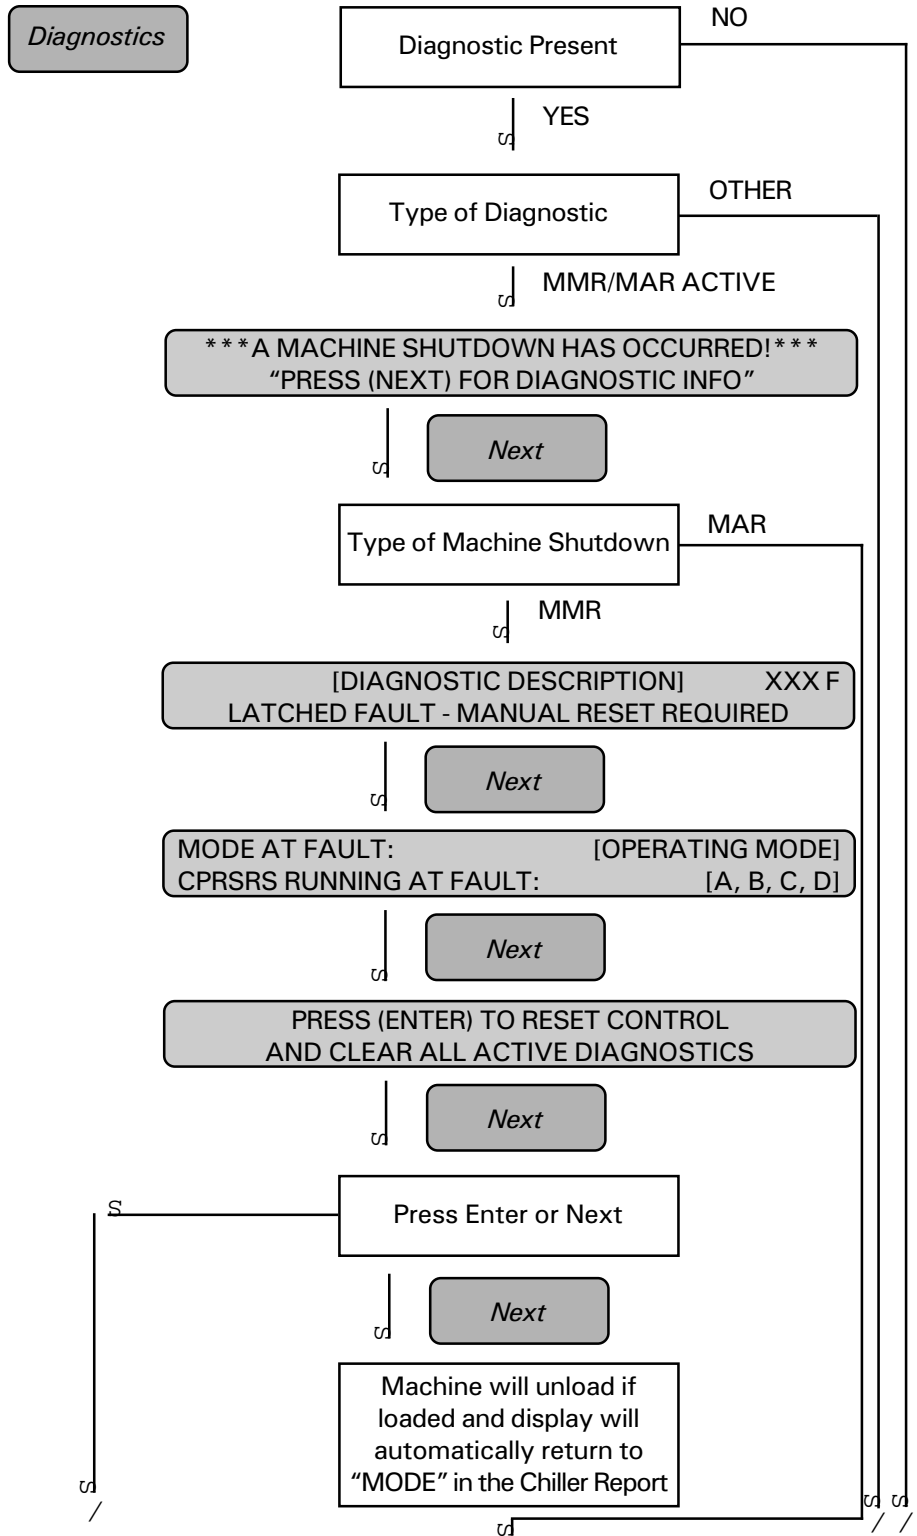 Diagnostics
Diagnostic Present
NO
S
YES
Type of Diagnostic
OTHER
S
MMR/MAR ACTIVE
***A MACHINE SHUTDOWN HAS OCCURRED!***
“PRESS (NEXT) FOR DIAGNOSTIC INFO”
S
Next
Type of Machine Shutdown
MAR
S
MMR
[DIAGNOSTIC DESCRIPTION] XXX F
LATCHED FAULT - MANUAL RESET REQUIRED
S
Next
MODE AT FAULT: [OPERATING MODE]
CPRSRS RUNNING AT FAULT: [A, B, C, D]
S
Next
PRESS (ENTER) TO RESET CONTROL
AND CLEAR ALL ACTIVE DIAGNOSTICS
S
Next
S
Press Enter or Next
S
Next
Machine will unload if
loaded and display will
automatically return to
“MODE” in the Chiller Report
S
/
S
/
S
/
S